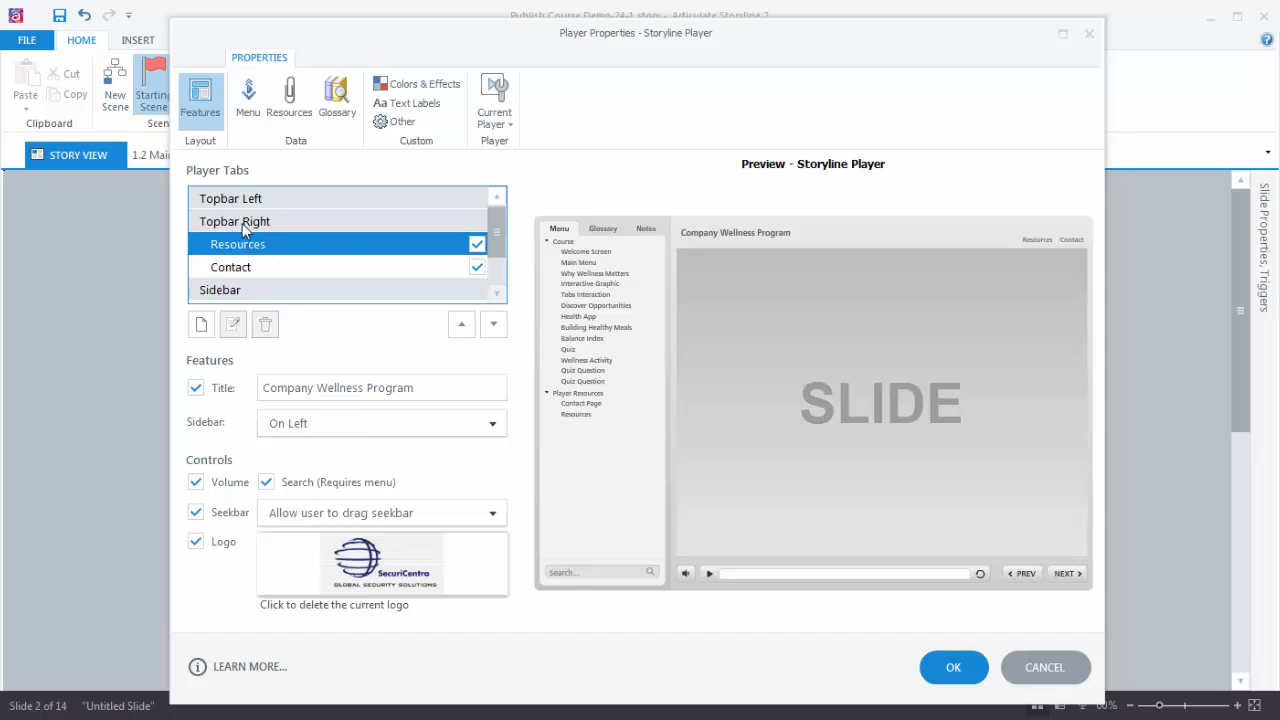 Publish Course Demo-24-1.story - Articulate Storyline 2
Player Properties - Storyline Player
FILE
HOME
INSERT
PROPERTIES
Paste
Cut
Copy
Clipboard
New
Scene
Starting
Scene
Scen
Features
Layout
Menu
Resources
Glossary
Data
Colors & Effects
Aa Text Labels
Other
Custom
Current
Player
Player
STORY VIEW
1.2 Mai
Player Tabs
Topbar Left
Topbar Right
Resources
Contact
Sidebar
Features
Title:
Company Wellness Program
Sidebar:
On Left
Controls
Volume
Search (Requires menu)
Seekbar
Allow user to drag seekbar
Logo
SecuriCentra
GLOBAL SECURITY SOLUTIONS
Click to delete the current logo
Preview - Storyline Player
Menu
Glossary
Notes
Course
Welcome Screen
Main Menu
Why Wellness Matters
Interactive Graphic
Tabs Interaction
Discover Opportunities
Health App
Building Healthy Meals
Balance Index
Quiz
Wellness Activity
Quiz Question
Quiz Question
Player Resources
Contact Page
Resources
Search...
Company Wellness Program
Resources
Contact
SLIDE
PREV
NEXT
Slide Properties, Triggers
LEARN MORE...
OK
CANCEL
Slide 2 of 14
"Untitled Slide"
60%